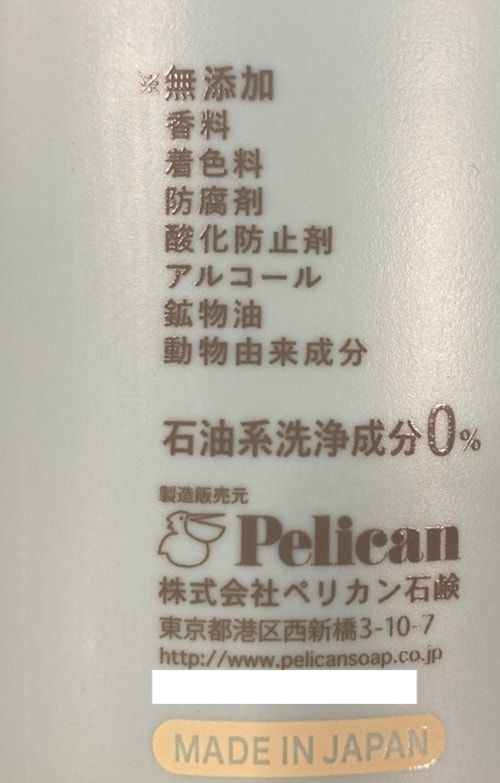 ※無添加
香料
着色料
防腐剤
酸化防止剤
アルコール
鉱物油
動物由来成分
石油系洗浄成分0%
製造販売元
Pelican
株式会社ペリカン石鹸
東京都港区西新橋3-10-7
http://www.pelicansoap.co.jp
MADE IN JAPAN